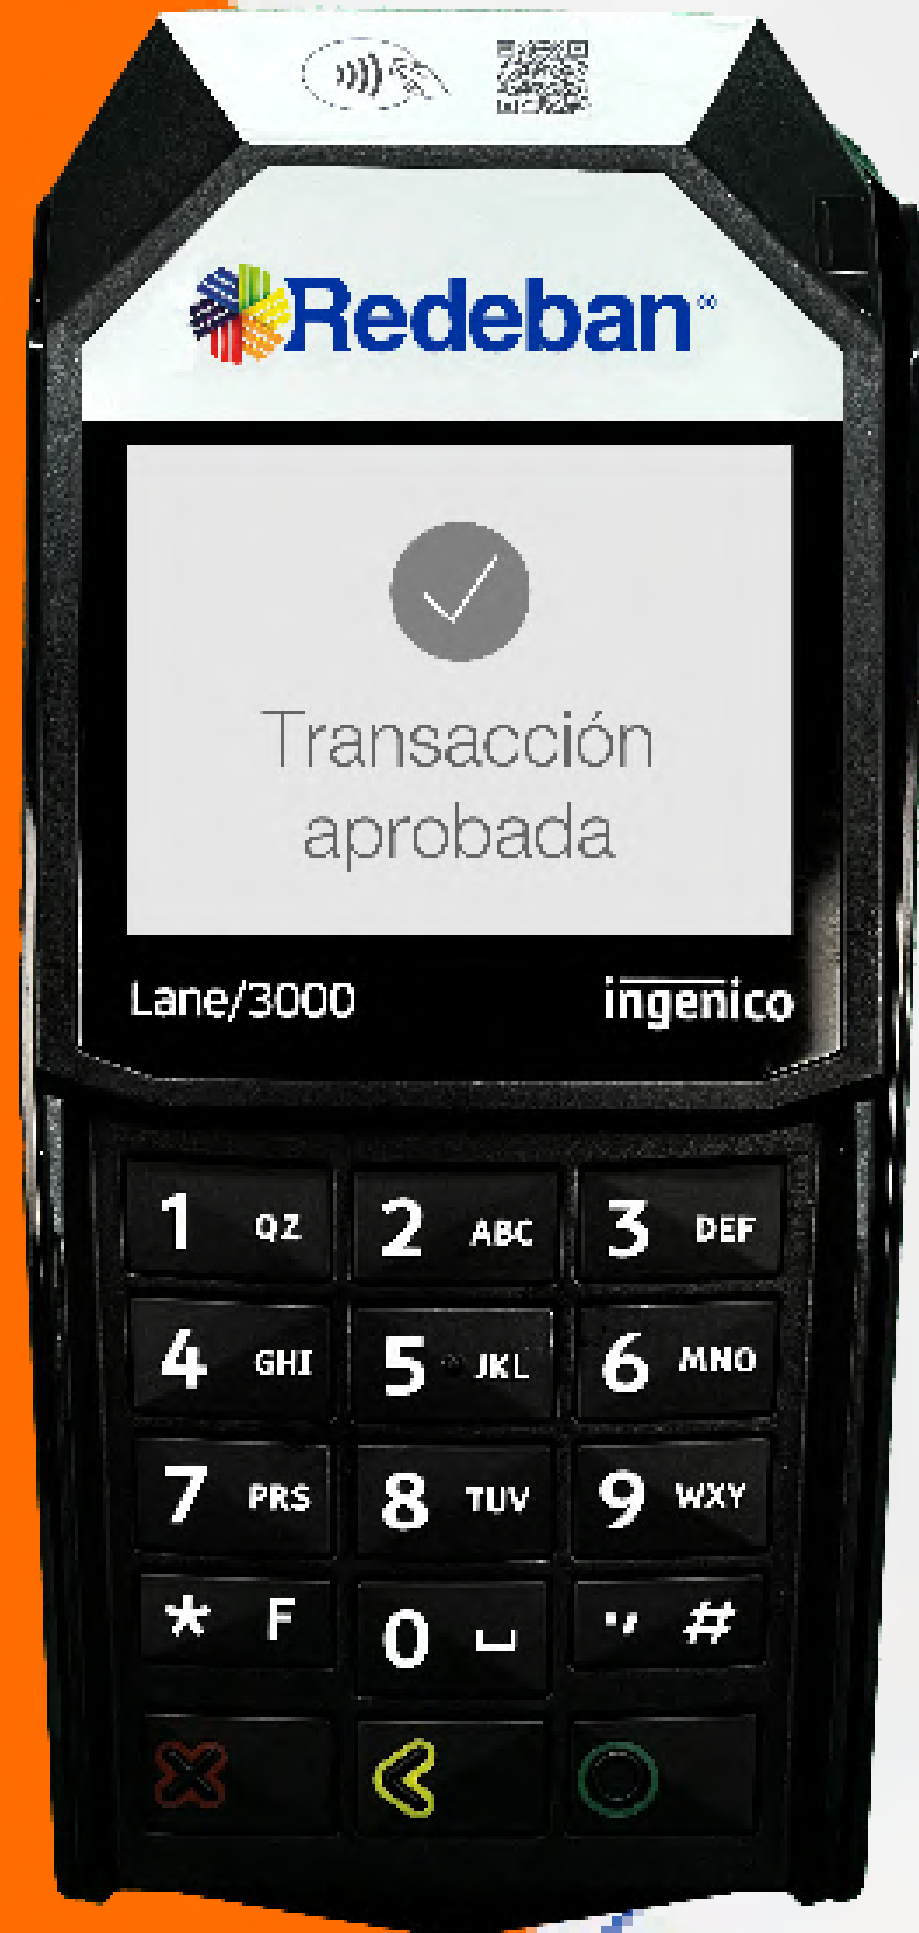 Redeban®
Transacción
aprobada
Lane/3000 ingenico
1 QZ 2 ABC 3 DEF
4 GHI 5 JKL 6 MNO
7 PRS 8 TUV 9 WXY
* F 0 ., #